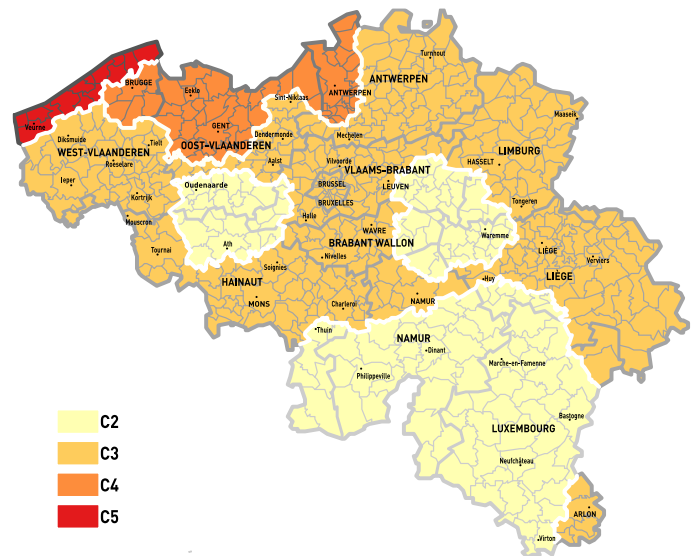 Turnhout
ANTWERPEN
BRUGGE
Eeklo
ANTWERPEN
Sint-Niklaas
Maaseik
Veurne
GENT
Diksmuide
Tielt
OOST-VLAANDEREN
Dendermonde
Mechelen
WEST-VLAANDEREN
Roeselare
Aalst
Vilvoorde
VLAAMS-BRABANT
HASSELT
LIMBURG
Ieper
Oudenaarde
BRUSSEL
LEUVEN
Kortrijk
BRUXELLES
Tongeren
Mouscron
Halle
WAVRE
Waremme
Tournai
Ath
BRABANT WALLON
LIÈGE
Nivelles
Verviers
Soignies
LIÈGE
HAINAUT
Huy
MONS
Charleroi
NAMUR
Thuin
NAMUR
Dinant
Marche-en-Famenne
Philippeville
Bastogne
LUXEMBOURG
Neufchâteau
ARLON
Virton
C2
C3
C4
C5